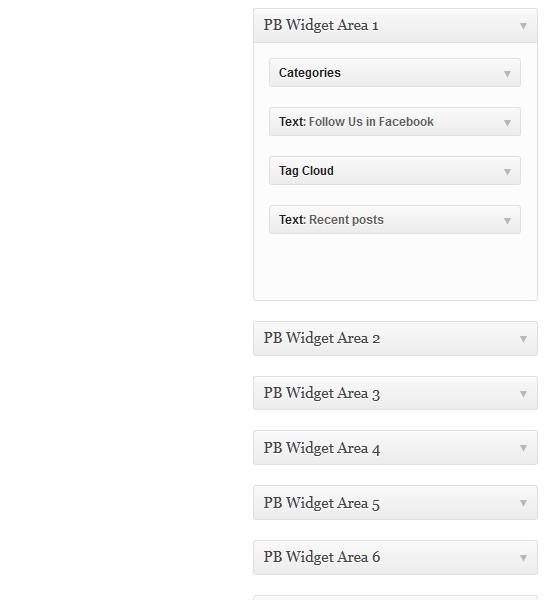 PB Widget Area 1
Categories
Text: Follow Us in Facebook
Tag Cloud
Text: Recent posts
PB Widget Area 2
PB Widget Area 3
PB Widget Area 4
PB Widget Area 5
PB Widget Area 6